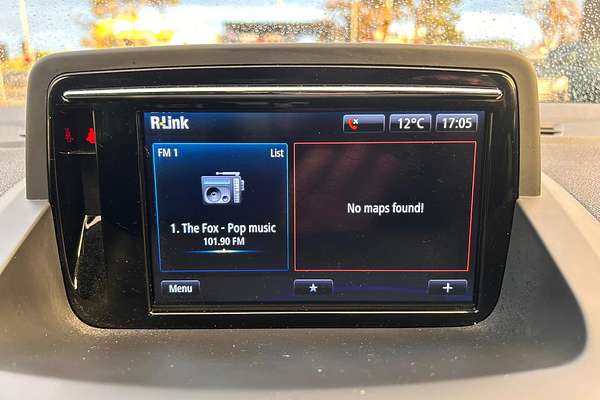 R-Link
12°C
17:05
FM 1
List
1. The Fox - Pop music
101.90 FM
No maps found!
Menu
+